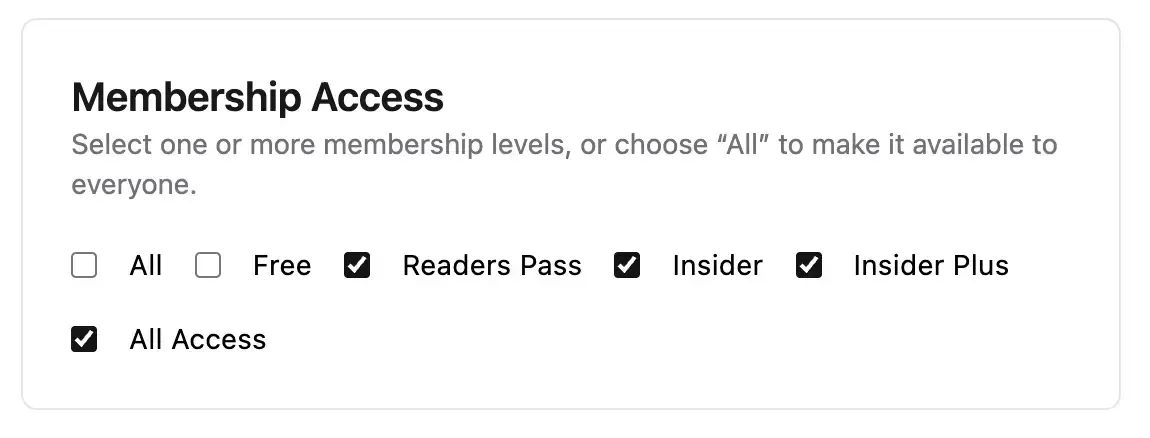 Membership Access
Select one or more membership levels, or choose “All” to make it available to
everyone.
All Free Readers Pass Insider Insider Plus
All Access